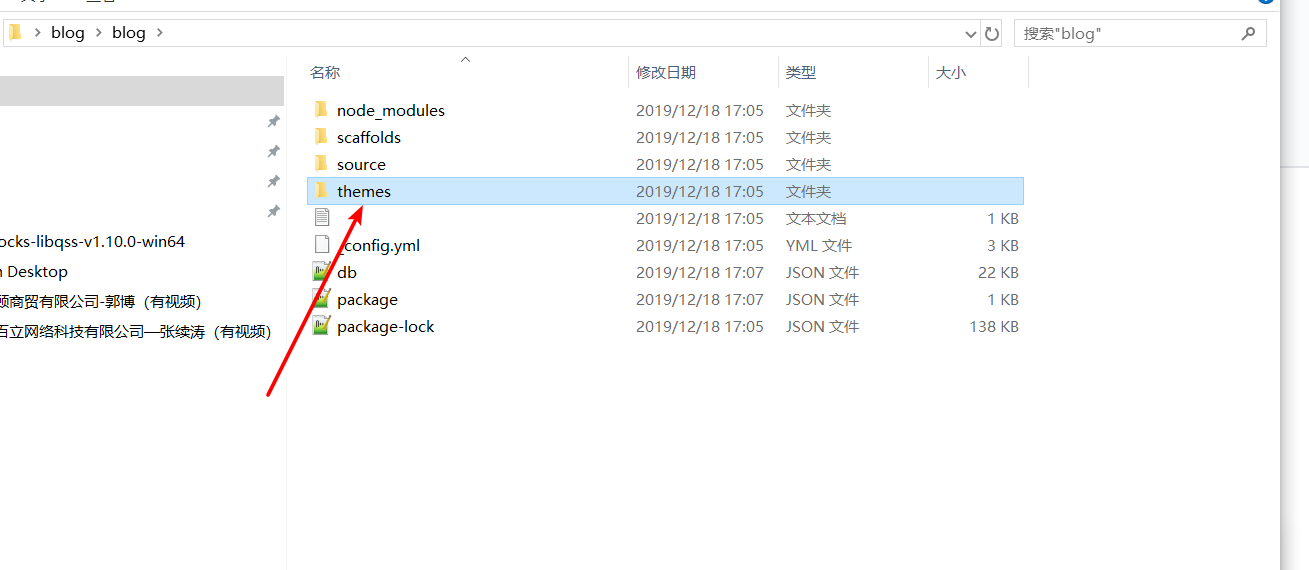 blog > blog >
搜索"blog"
名称 修改日期 类型 大小
node_modules 2019/12/18 17:05 文件夹
scaffolds 2019/12/18 17:05 文件夹
source 2019/12/18 17:05 文件夹
themes 2019/12/18 17:05 文件夹
2019/12/18 17:05 文本文档 1 KB
_config.yml 2019/12/18 17:05 YML 文件 3 KB
db 2019/12/18 17:07 JSON 文件 22 KB
package 2019/12/18 17:07 JSON 文件 1 KB
package-lock 2019/12/18 17:05 JSON 文件 138 KB
ocks-libqss-v1.10.0-win64
Desktop
商贸有限公司-郭博（有视频）
百立网络科技有限公司—张续涛（有视频）